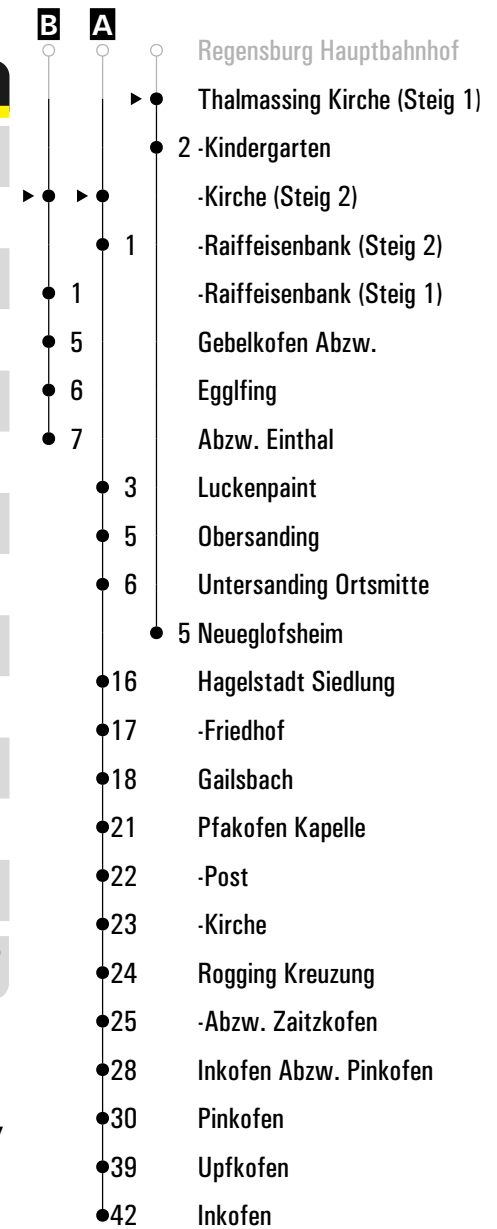 B A
Regensburg Hauptbahnhof
Thalmassing Kirche (Steig 1)
2 -Kindergarten
-Kirche (Steig 2)
1 -Raiffeisenbank (Steig 2)
1 -Raiffeisenbank (Steig 1)
5 Gebelkofen Abzw.
6 Egglfing
7 Abzw. Einthal
3 Luckenpaint
5 Obersanding
6 Untersanding Ortsmitte
5 Neueglofsheim
16 Hagelstadt Siedlung
17 -Friedhof
18 Gailsbach
21 Pfakofen Kapelle
22 -Post
23 -Kirche
24 Rogging Kreuzung
25 -Abzw. Zaitzkofen
28 Inkofen Abzw. Pinkofen
30 Pinkofen
39 Upfkofen
42 Inkofen